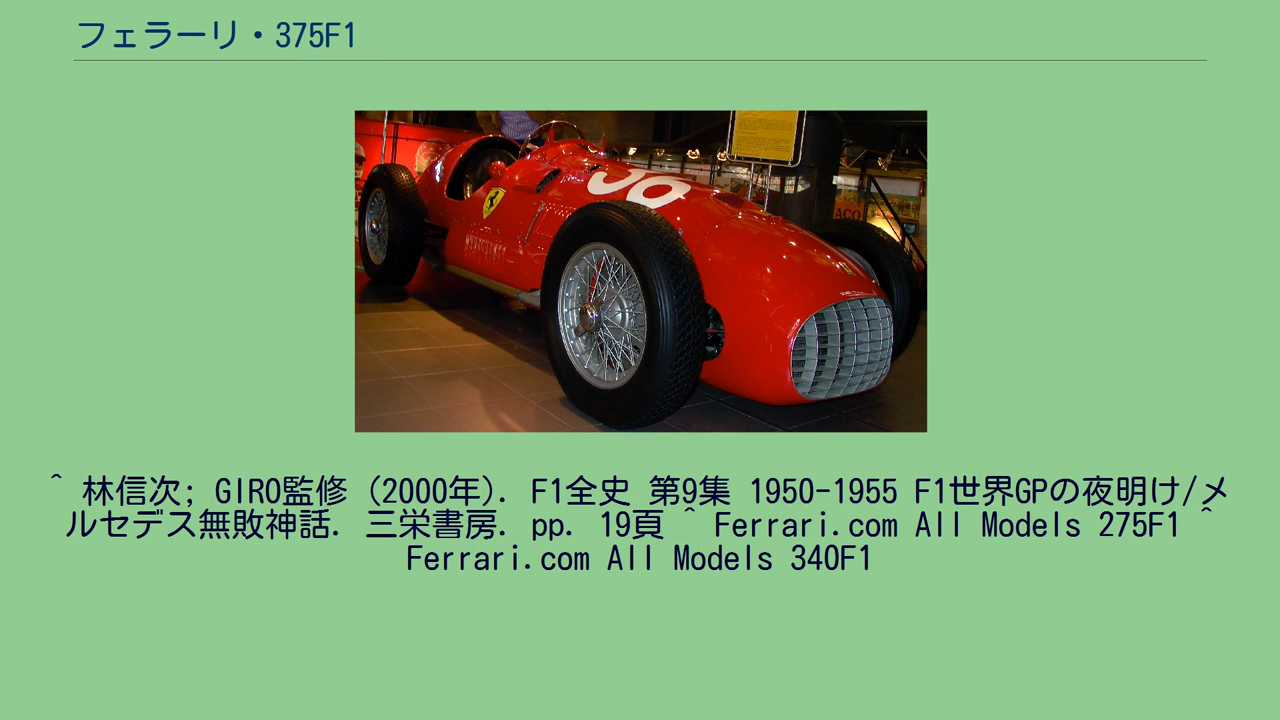 フェラーリ・375F1
ACO
^ 林信次; GIRO監修 (2000年). F1全史 第9集 1950-1955 F1世界GPの夜明け/メ
ルセデス無敗神話. 三栄書房. pp. 19頁 ^ Ferrari.com All Models 275F1 ^
Ferrari.com All Models 340F1